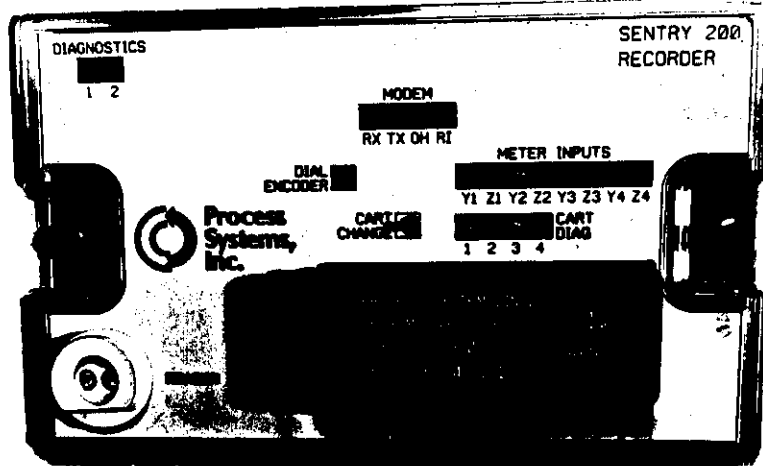 SENTRY 200
RECORDER
DIAGNOSTICS
1 2
MODEM
RX TX OH RI
METER INPUTS
DIAL
ENCODER
Y1 Z1 Y2 Z2 Y3 Z3 Y4 Z4
Process
Systems,
Inc.
CART
CHANGE
CART
DIAG
1 2 3 4